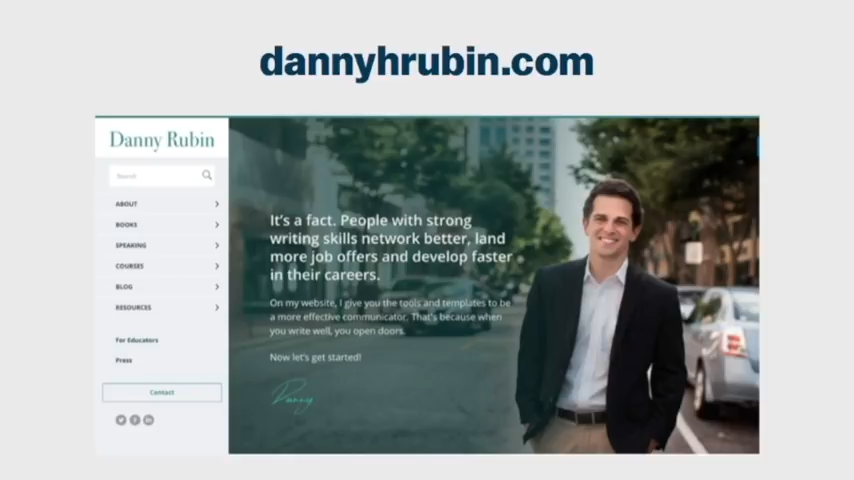 dannyhrubin.com
Danny Rubin
Search
ABOUT
BOOKS
SPEAKING
COURSES
BLOG
RESOURCES
For Educators
Press
Contact
It's a fact. People with strong
writing skills network better, land
more job offers and develop faster
in their careers.
On my website, I give you the tools and templates to be
a more effective communicator. That's because when
you write well, you open doors.
Now let's get started!
Danny